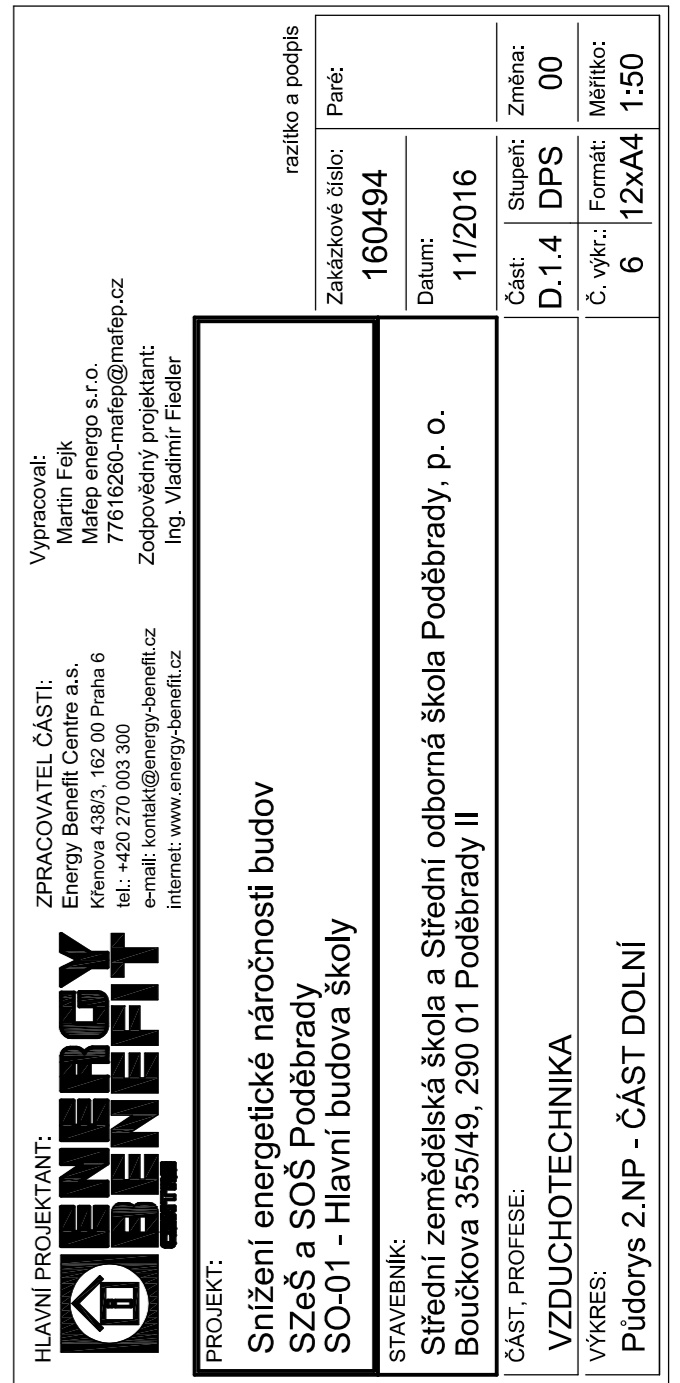 HLAVNÍ PROJEKTANT:
ENERGY
BENEFIT
CENTRE
ZPRACOVATEL ČÁSTI:
Energy Benefit Centre a.s.
Křenova 438/3, 162 00 Praha 6
tel.: +420 270 003 300
e-mail: kontakt@energy-benefit.cz
internet: www.energy-benefit.cz
Vypracoval:
Martin Fejk
Mafep energo s.r.o.
77616260-mafep@mafep.cz
Zodpovědný projektant:
Ing. Vladimír Fiedler
razítko a podpis
PROJEKT:
Snížení energetické náročnosti budov
SZeŠ a SOŠ Poděbrady
SO-01 - Hlavní budova školy
Zakázkové číslo:
160494
Paré:
STAVEBNÍK:
Střední zemědělská škola a Střední odborná škola Poděbrady, p. o.
Boučkova 355/49, 290 01 Poděbrady II
Datum:
11/2016
ČÁST, PROFESE:
VZDUCHOTECHNIKA
Část:
D.1.4
Stupeň:
DPS
Změna:
00
VÝKRES:
Půdorys 2.NP - ČÁST DOLNÍ
Č. výkr.:
6
Formát:
12xA4
Měřítko:
1:50